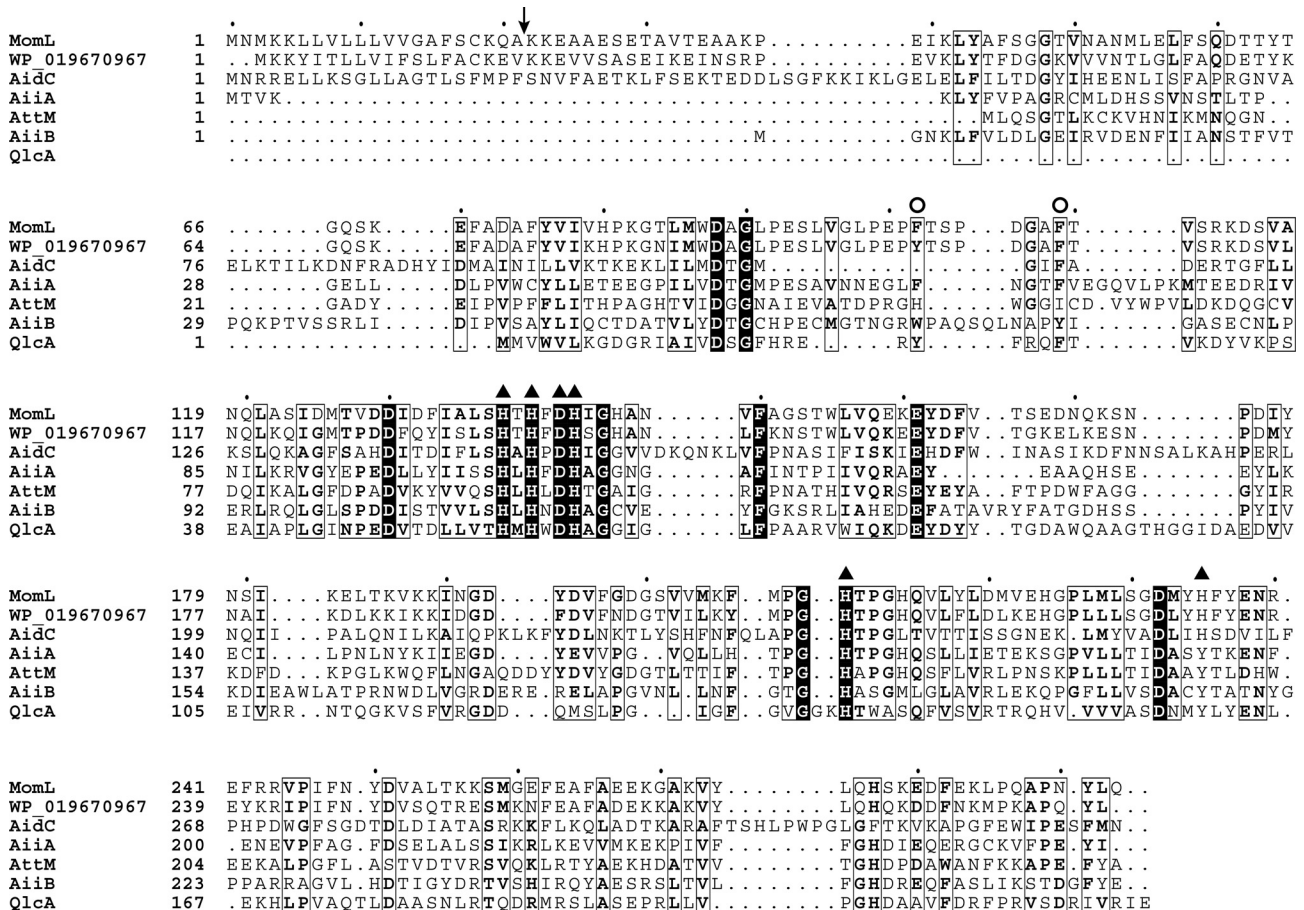 MomL 1 MNMKKLLVLLLVVGAFSCKQAKKEAAESETAVTEAAKP..........EIKLYAFSGGTVNANMLELFSQDTTYT
WP_019670967 1 ..MKKYITLLVIFSLFACKEVKKEVVSASEIKEINSRP..........EVKLYTFDGGKVVVNTLGLFAQDETYK
AidC 1 MNRRELLKSGLLAGTLSFMPFSNVFAETKLFSEKTEDDLSGFKKIKLGELELFILTDGYIHEENLISFAPRGNVA
AiiA 1 MTVK..............................................KLYFVPAGRCMLDHSSVNSTLTP..
AttM 1 .....................................................MLQSGTLKCKVHNIKMNQGN..
AiiB 1 .....................................M..........GNKLFVLDLGEIRVDENFIIANSTFVT
QlcA ...........................................................................
MomL 66 .......GQSK.....EFADAFYVIVHPKGTLMWDAGLPESLVGLPEPFTSP...DGAFT.......VSRKDSVA
WP_019670967 64 .......GQSK.....EFADAFYVIKHPKGNIMWDAGLPESLVGLPEPYTSP...DGAFT.......VSRKDSVL
AidC 76 ELKTILKDNFRADHYIDMAINILLVKTKEKLILMDTGM..................GIFA.......DERTGFLL
AiiA 28 .......GELL.....DLPVWCYLLETEEGPILVDTGMPESAVNNEGLF......NGTFVEGQVLPKMTEEDRIV
AttM 21 .......GADY.....EIPVPFFLITHPAGHTVIDGGNAIEVATDPRGH......WGGICD.VYWPVLDKDQGCV
AiiB 29 PQKPTVSSRLI.....DIPVSAYLIQCTDATVLYDTGCHPECMGTNGRWPAQSQLNAPYI.......GASECNLP
QlcA 1 ...................MMVWVLKGDGRIAIVDSGFHRE......RY......FRQFT.......VKDYVKPS
MomL 119 NQLASIDMTVDDIDFIALSHTHFDHIGHAN......VFAGSTWLVQEKEYDFV..TSEDNQKSN.......PDIY
WP_019670967 117 NQLKQIGMTPDDFQYISLSHTHFDHSGHAN......LFKNSTWLVQKEEYDFV..TGKELKESN.......PDMY
AidC 126 KSLQKAGFSAHDITDIFLSHAHPDHIGGVVDKQNKLVFPNASIFISKIEHDFW..INASIKDFNNSALKAHPERL
AiiA 85 NILKRVGYEPEDLLYIISSHLHFDHAGGNG......AFINTPIIVQRAEY.......EAAQHSE.......EYLK
AttM 77 DQIKALGFDPADVKYVVQSHLHLDHTGAIG......RFPNATHIVQRSEYEYA..FTPDWFAGG.......GYIR
AiiB 92 ERLRQLGLSPDDISTVVLSHLHNDHAGCVE......YFGKSRLIAHEDEFATAVRYFATGDHSS.......PYIV
QlcA 38 EAIAPLGINPEDVTDLLVTHMHWDHAGGIG......LFPAARVWIQKDEYDYY..TGDAWQAAGTHGGIDAEDVV
MomL 179 NSI....KELTKVKKINGD....YDVFGDGSVVMKF..MPG..HTPGHQVLYLDMVEHGPLMLSGDMYHFYENR.
WP_019670967 177 NAI....KDLKKVKKIDGD....FDVFNDGTVILKY..MPG..HTPGHQVLFLDLKEHGPLLLSGDLYHFYENR.
AidC 199 NQII...PALQNILKAIQPKLKFYDLNKTLYSHFNFQLAPG..HTPGLTVTTISSGNEK.LMYVADLIHSDVILF
AiiA 140 ECI....LPNLNYKIIEGD....YEVVPG..VQLLH..TPG..HTPGHQSLLIETEKSGPVLLTIDASYTKENF.
AttM 137 KDFD...KPGLKWQFLNGAQDDYYDVYGDGTLTTIF..TPG..HAPGHQSFLVRLPNSKPLLLTIDAAYTLDHW.
AiiB 154 KDIEAWLATPRNWDLVGRDERE.RELAPGVNL.LNF..GTG..HASGMLGLAVRLEKQPGFLLVSDACYTATNYG
QlcA 105 EIVRR..NTQGKVSFVRGDD...QMSLPG....IGF..GVGGKHTWASQFVSVRTRQHV.VVVASDNMYLYENL.
MomL 241 EFRRVPIFN.YDVALTKKSMGEFEAFAEEKGAKVY........LQHSKEDFEKLPQAPN.YLQ..
WP_019670967 239 EYKRIPIFN.YDVSQTRESMKNFEAFADEKKAKVY........LQHQKDDFNKMPKAPQ.YL...
AidC 268 PHPDWGFSGDTDLDIATASRKKFLKQLADTKARAFTSHLPWPGLGFTKVKAPGFEWIPESFMN..
AiiA 200 .ENEVPFAG.FDSELALSSIKRLKEVVMKEKPIVF........FGHDIEQERGCKVFPE.YI...
AttM 204 EEKALPGFL.ASTVDTVRSVQKLRTYAEKHDATVV........TGHDPDAWANFKKAPE.FYA..
AiiB 223 PPARRAGVL.HDTIGYDRTVSHIRQYAESRSLTVL........FGHDREQFASLIKSTDGFYE..
QlcA 167 .EKHLPVAQTLDAASNLRTQDRMRSLASEPRLLV.........PGHDAAVFDRFPRVSDRIVRIE